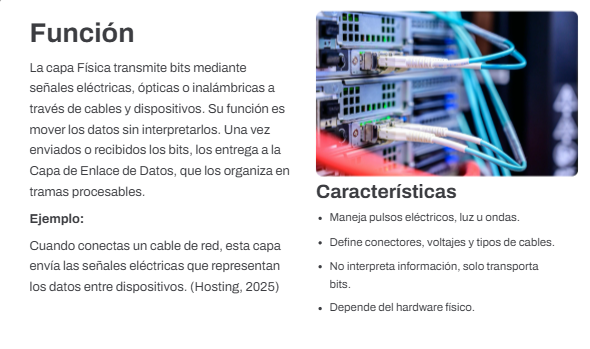 Función
La capa Física transmite bits mediante
señales eléctricas, ópticas o inalámbricas a
través de cables y dispositivos. Su función es
mover los datos sin interpretarlos. Una vez
enviados o recibidos los bits, los entrega a la
Capa de Enlace de Datos, que los organiza en
tramas procesables.
Ejemplo:
Cuando conectas un cable de red, esta capa
envía las señales eléctricas que representan
los datos entre dispositivos. (Hosting, 2025)
Características
• Maneja pulsos eléctricos, luz u ondas.
• Define conectores, voltajes y tipos de cables.
• No interpreta información, solo transporta
bits.
• Depende del hardware físico.